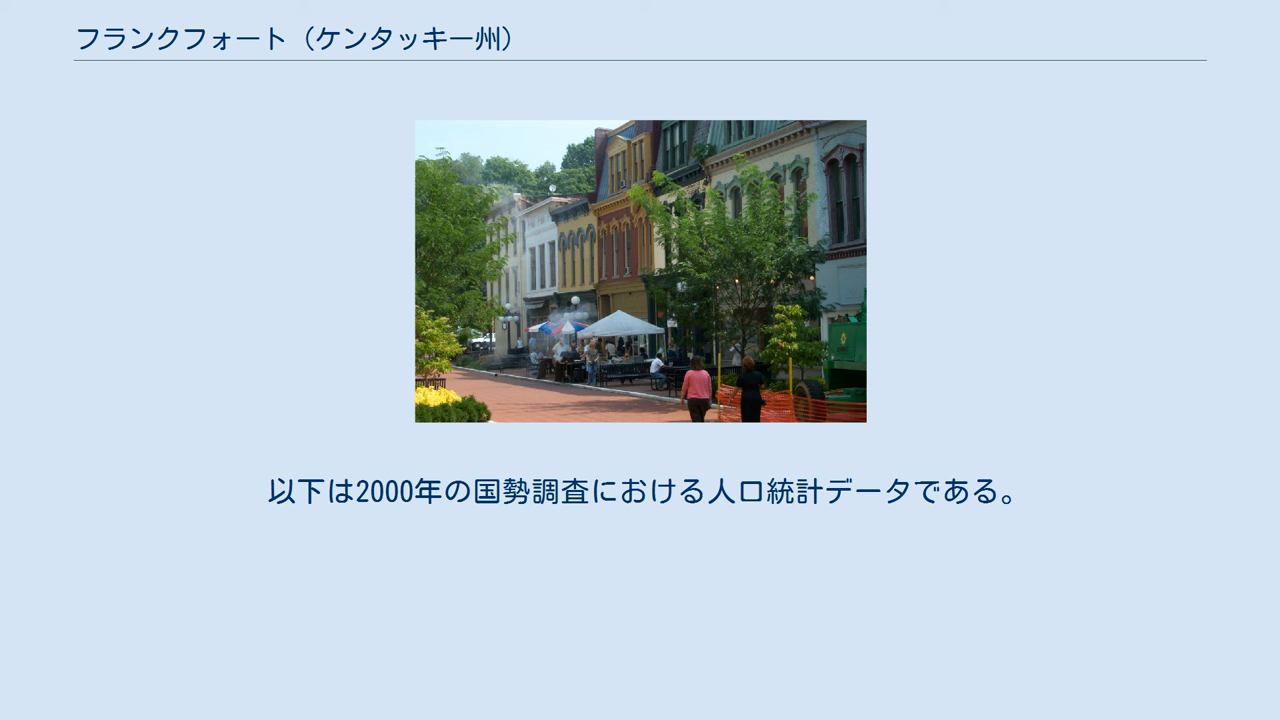 フランクフォート（ケンタッキー州）
以下は2000年の国勢調査における人口統計データである。